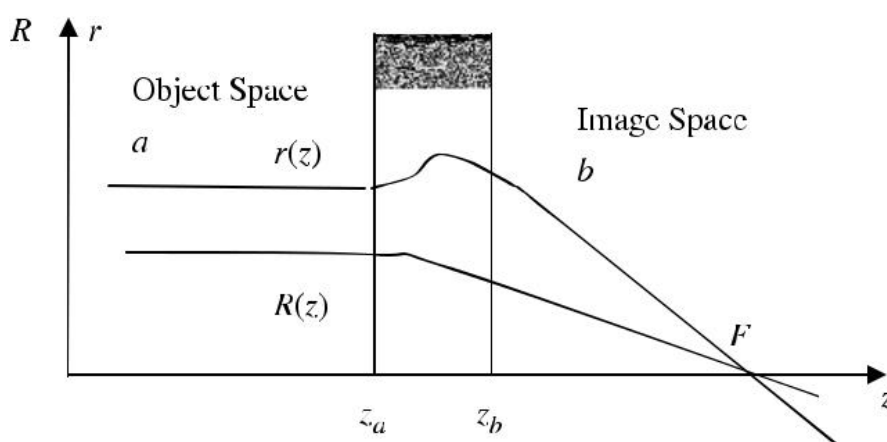 R r
Object Space
a
r(z)
Image Space
b
R(z)
F
z
z_a
z_b